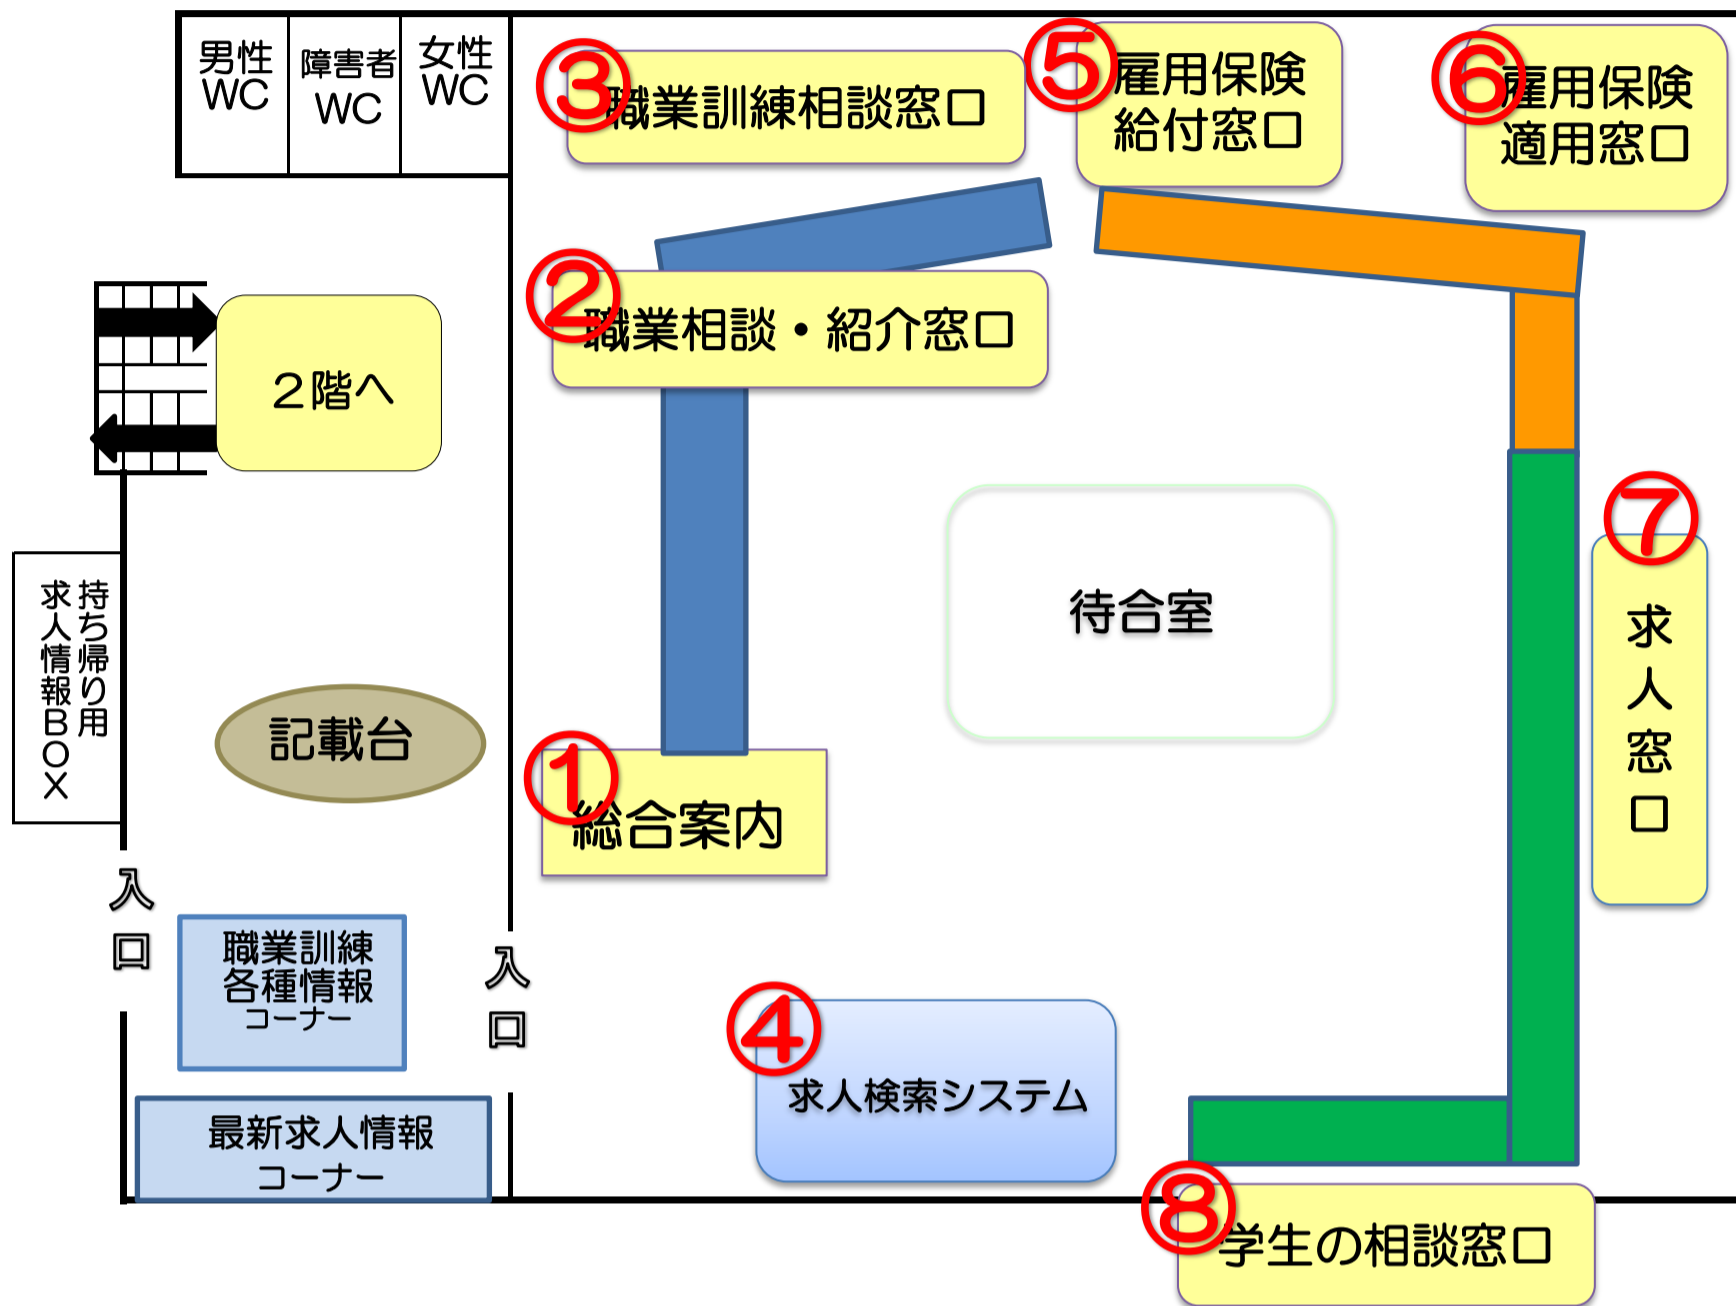 男性
WC
障害者
WC
女性
WC
③
職業訓練相談窓口
⑤
雇用保険
給付窓口
⑥
雇用保険
適用窓口
②
職業相談・紹介窓口
２階へ
⑦
求人窓口
待合室
持ち帰り用
求人情報ＢＯＸ
記載台
①
総合案内
入口
職業訓練
各種情報
コーナー
入口
④
求人検索システム
最新求人情報
コーナー
⑧
学生の相談窓口